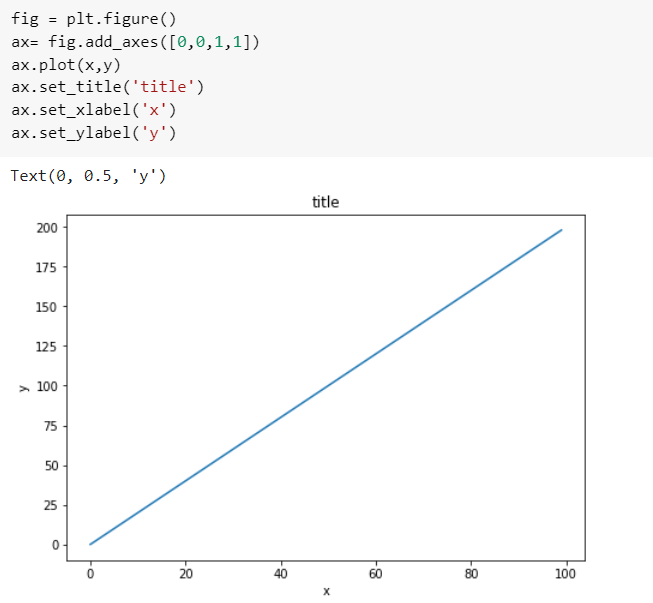 fig = plt.figure()
ax= fig.add_axes([0,0,1,1])
ax.plot(x,y)
ax.set_title('title')
ax.set_xlabel('x')
ax.set_ylabel('y')
Text(0, 0.5, 'y')
title
200
175
150
125
100
75
50
25
0
y
0 20 40 60 80 100
x